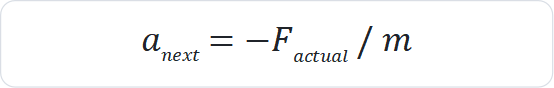 a_next = −F_actual / m